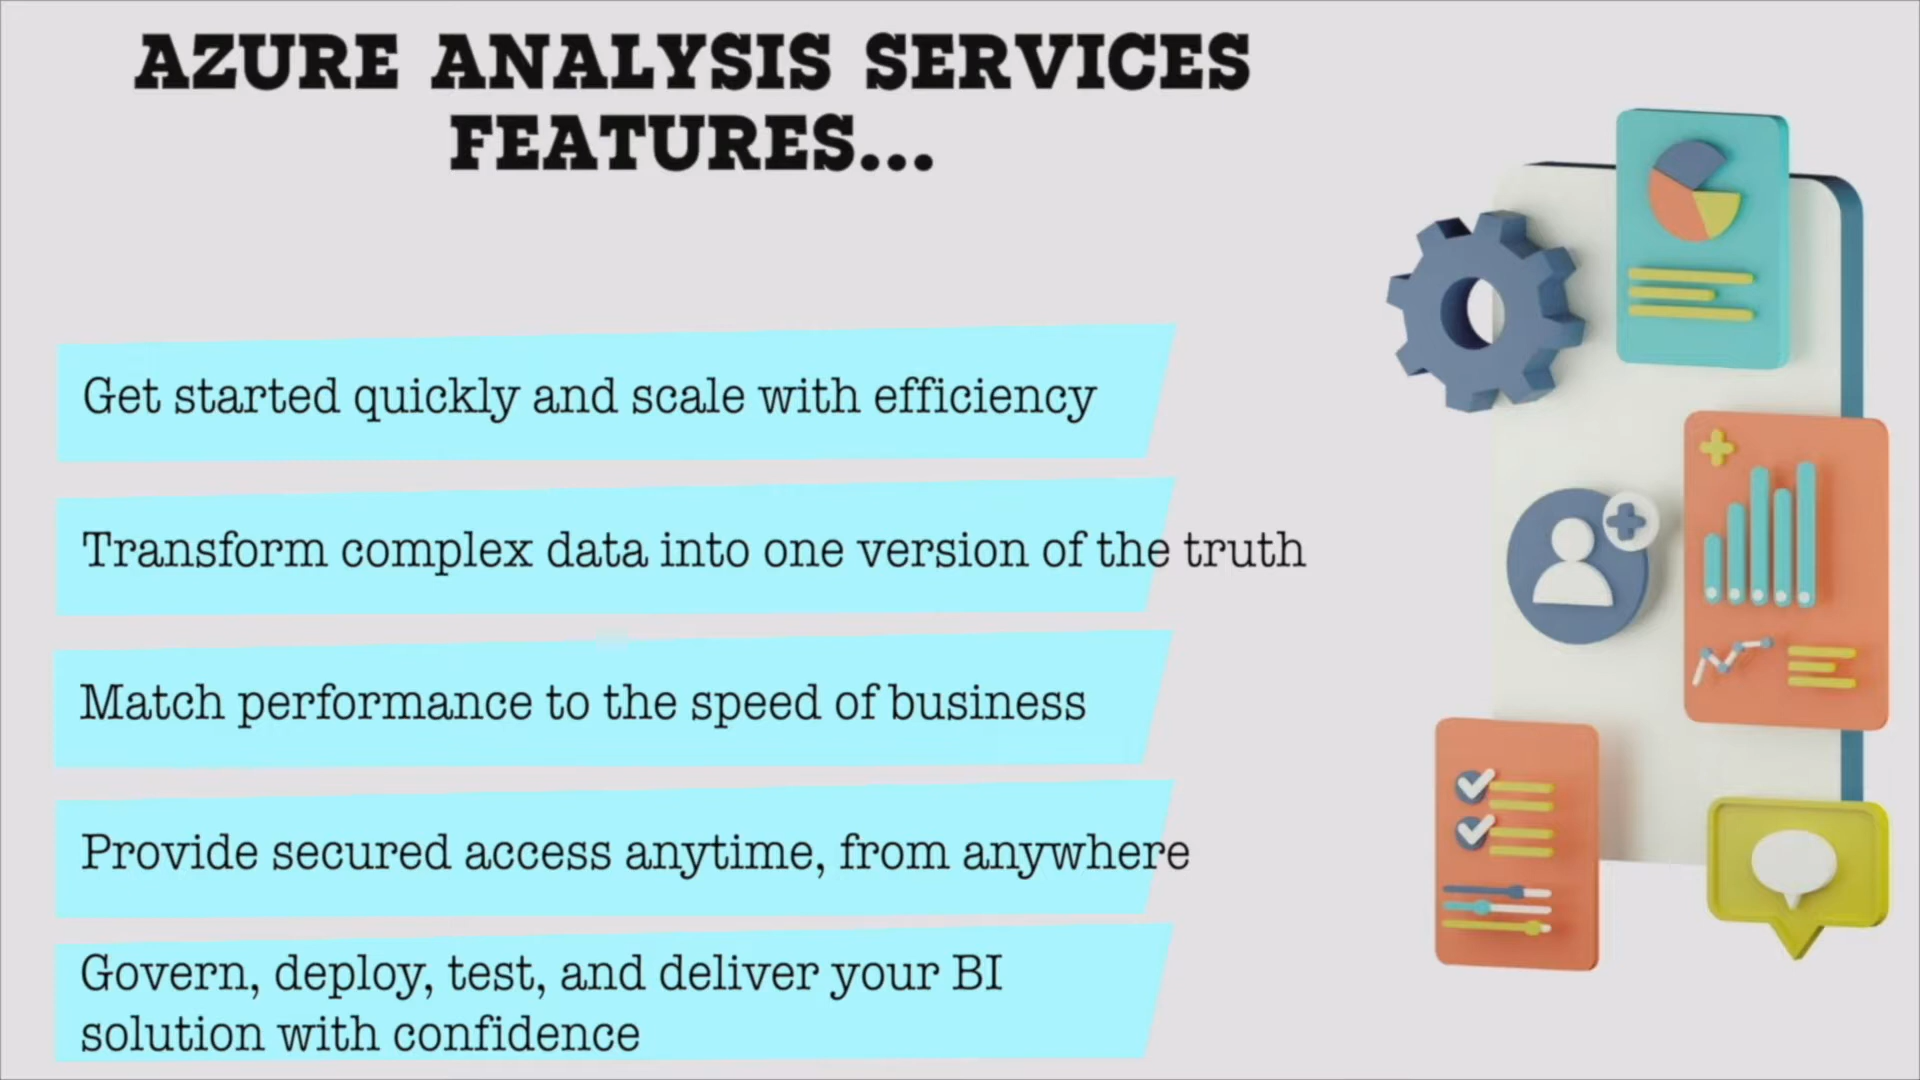 AZURE ANALYSIS SERVICES
FEATURES...
Get started quickly and scale with efficiency
Transform complex data into one version of the truth
Match performance to the speed of business
Provide secured access anytime, from anywhere
Govern, deploy, test, and deliver your BI
solution with confidence